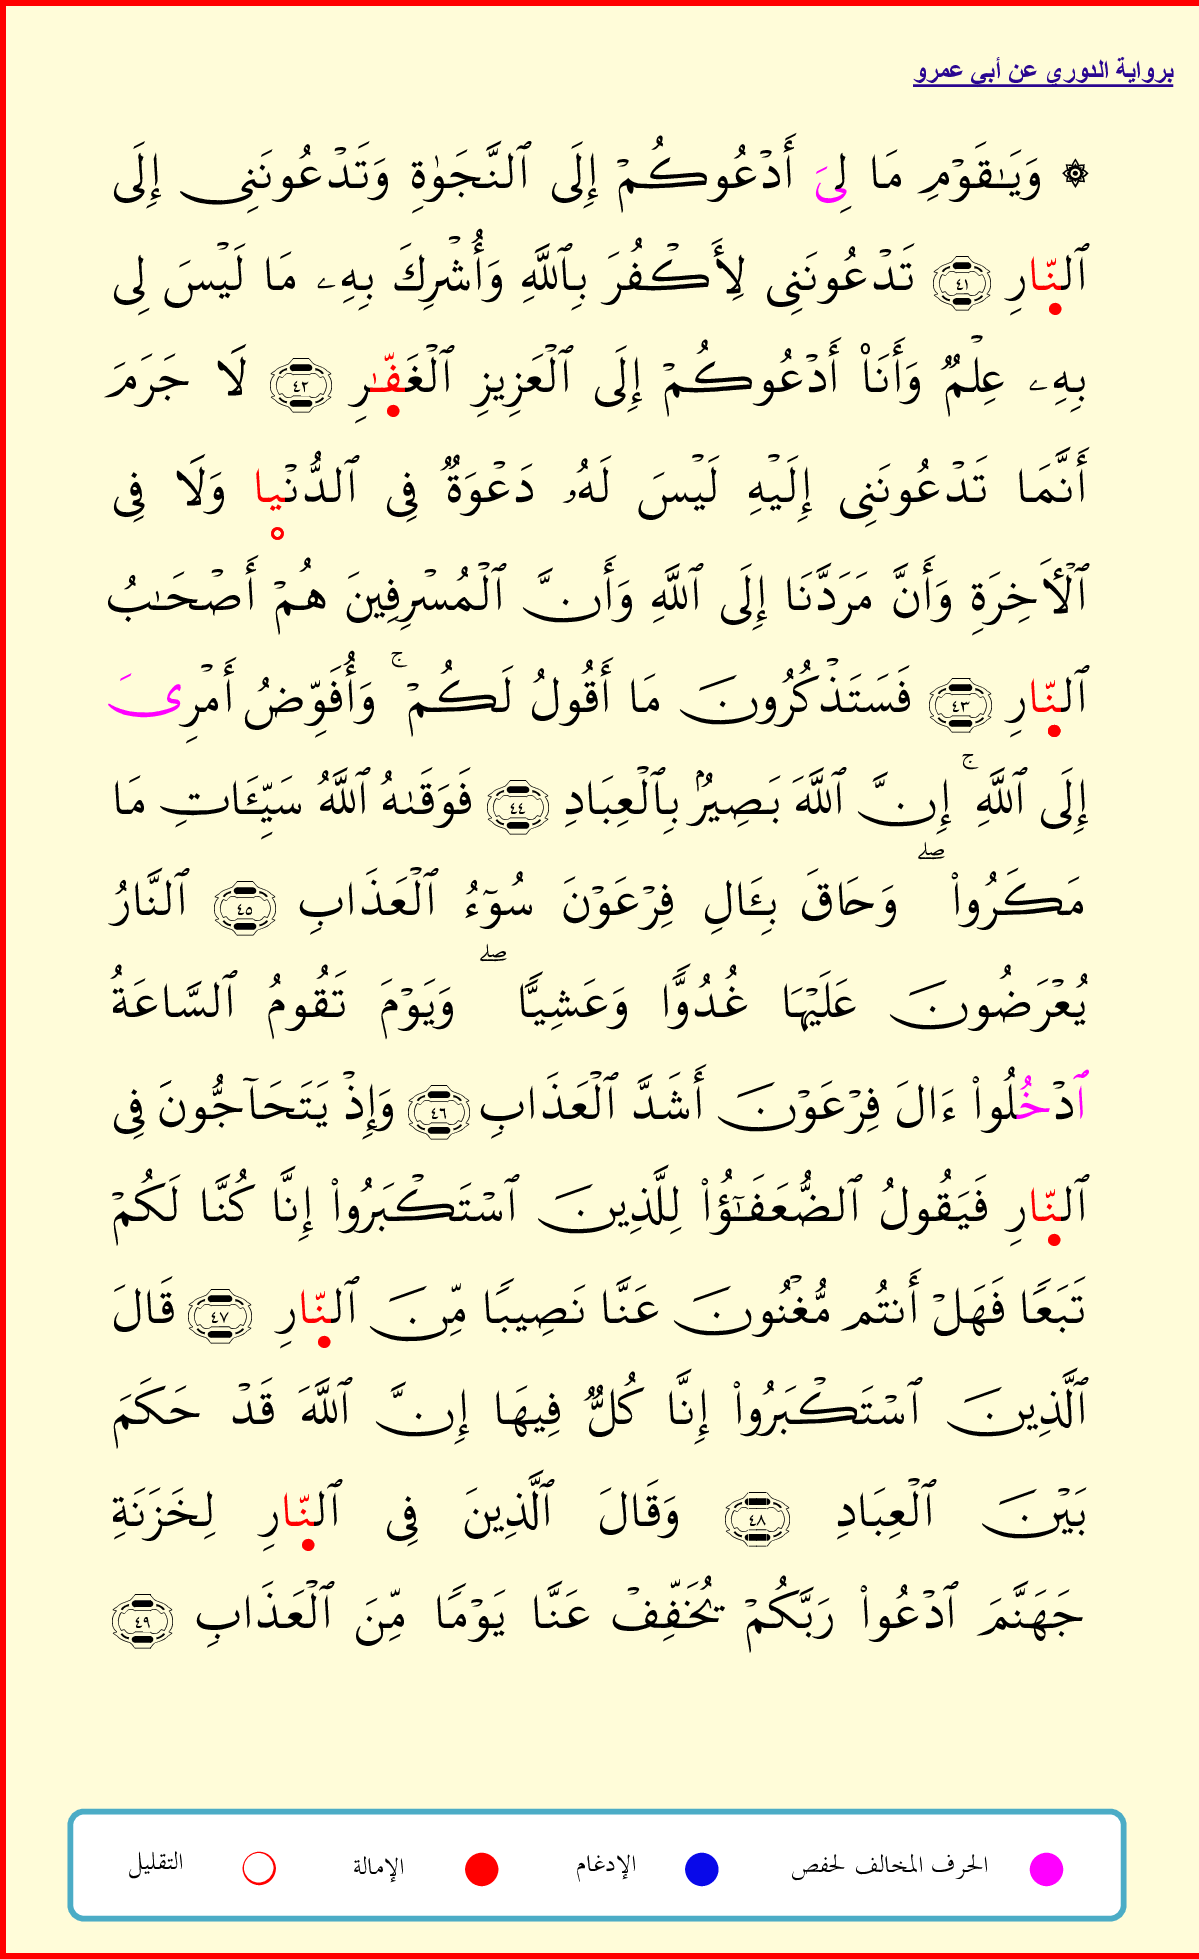 برواية الدوري عن أبي عمرو
۞ وَيَـٰقَوۡمِ مَا لِيَ أَدۡعُوكُمۡ إِلَى ٱلنَّجَوٰةِ وَتَدۡعُونَنِي إِلَى
ٱلنّارِ ٤١ تَدۡعُونَنِي لِأَكۡفُرَ بِٱللَّهِ وَأُشۡرِكَ بِهِۦ مَا لَيۡسَ لِي
بِهِۦ عِلۡمٌ وَأَنَا۠ أَدۡعُوكُمۡ إِلَى ٱلۡعَزِيزِ ٱلۡغَفّـٰرِ ٤٢ لَا جَرَمَ
أَنَّمَا تَدۡعُونَنِي إِلَيۡهِ لَيۡسَ لَهُۥ دَعۡوَةٌ فِي ٱلدُّنۡيا وَلَا فِي
ٱلۡأَخِرَةِ وَأَنَّ مَرَدَّنَا إِلَى ٱللَّهِ وَأَنَّ ٱلۡمُسۡرِفِينَ هُمۡ أَصۡحَـٰبُ
ٱلنّارِ ٤٣ فَسَتَذۡكُرُونَ مَا أَقُولُ لَكُمۡۚ وَأُفَوِّضُ أَمۡرِيَ
إِلَى ٱللَّهِۚ إِنَّ ٱللَّهَ بَصِيرُۢ بِٱلۡعِبَادِ ٤٤ فَوَقَىٰهُ ٱللَّهُ سَيِّـَٔاتِ مَا
مَكَرُواْۖ وَحَاقَ بِـَٔالِ فِرۡعَوۡنَ سُوٓءُ ٱلۡعَذَابِ ٤٥ ٱلنَّارُ
يُعۡرَضُونَ عَلَيۡهَا غُدُوًّا وَعَشِيًّاۖ وَيَوۡمَ تَقُومُ ٱلسَّاعَةُ
ٱدۡخُلُواْ ءَالَ فِرۡعَوۡنَ أَشَدَّ ٱلۡعَذَابِ ٤٦ وَإِذۡ يَتَحَآجُّونَ فِي
ٱلنّارِ فَيَقُولُ ٱلضُّعَفَـٰٓؤُاْ لِلَّذِينَ ٱسۡتَكۡبَرُواْ إِنَّا كُنَّا لَكُمۡ
تَبَعًا فَهَلۡ أَنتُم مُّغۡنُونَ عَنَّا نَصِيبًا مِّنَ ٱلنّارِ ٤٧ قَالَ
ٱلَّذِينَ ٱسۡتَكۡبَرُواْ إِنَّا كُلٌّ فِيهَا إِنَّ ٱللَّهَ قَدۡ حَكَمَ
بَيۡنَ ٱلۡعِبَادِ ٤٨ وَقَالَ ٱلَّذِينَ فِي ٱلنّارِ لِخَزَنَةِ
جَهَنَّمَ ٱدۡعُواْ رَبَّكُمۡ يُخَفِّفۡ عَنَّا يَوۡمًا مِّنَ ٱلۡعَذَابِ ٤٩
الحرف المخالف لحفص الإدغام الإمالة التقليل